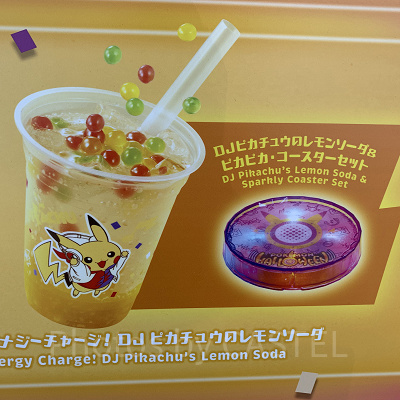 DJピカチュウのレモンソーダ&
ピカピカ・コースターセット
DJ Pikachu's Lemon Soda &
Sparkly Coaster Set
HALLOWEEN
ナジーチャージ! DJ ピカチュウのレモンソーダ
ergy Charge! DJ Pikachu's Lemon Soda